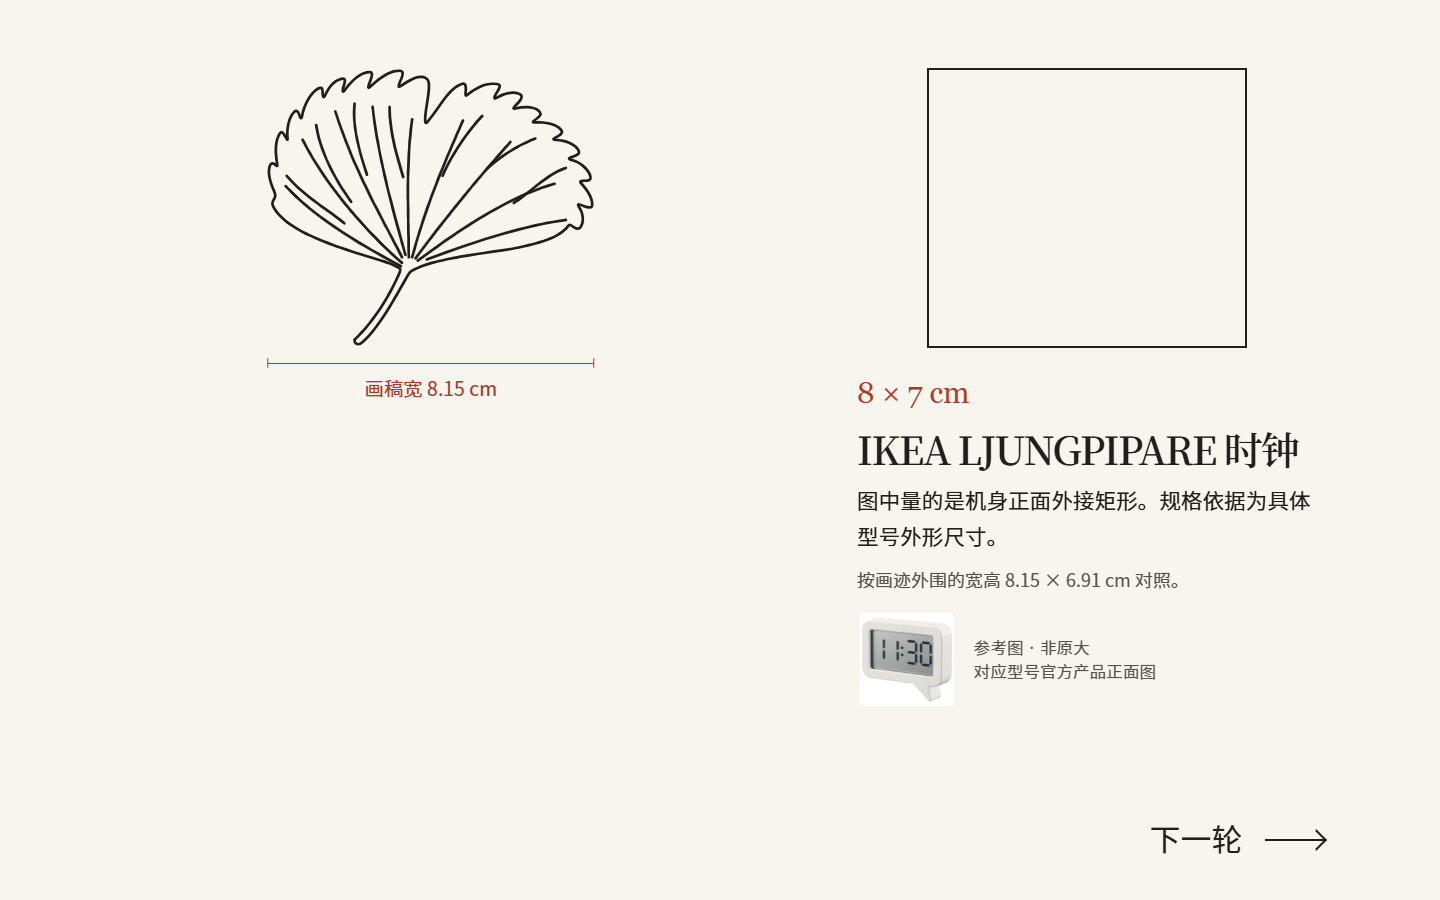 画稿宽 8.15 cm
8 × 7 cm
IKEA LJUNGPIPARE 时钟
图中量的是机身正面外接矩形。规格依据为具体
型号外形尺寸。
按画迹外围的宽高 8.15 × 6.91 cm 对照。
11:30
参考图 · 非原大
对应型号官方产品正面图
下一轮